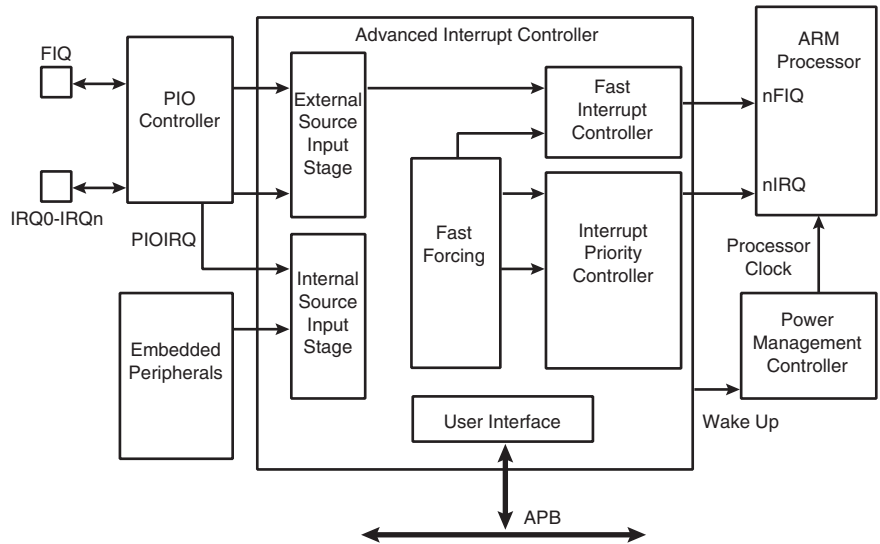 Advanced Interrupt Controller
FIQ
PIO
Controller
IRQ0-IRQn
PIOIRQ
Embedded
Peripherals
External
Source
Input
Stage
Internal
Source
Input
Stage
Fast
Forcing
Fast
Interrupt
Controller
Interrupt
Priority
Controller
User Interface
APB
ARM
Processor
nFIQ
nIRQ
Processor
Clock
Power
Management
Controller
Wake Up